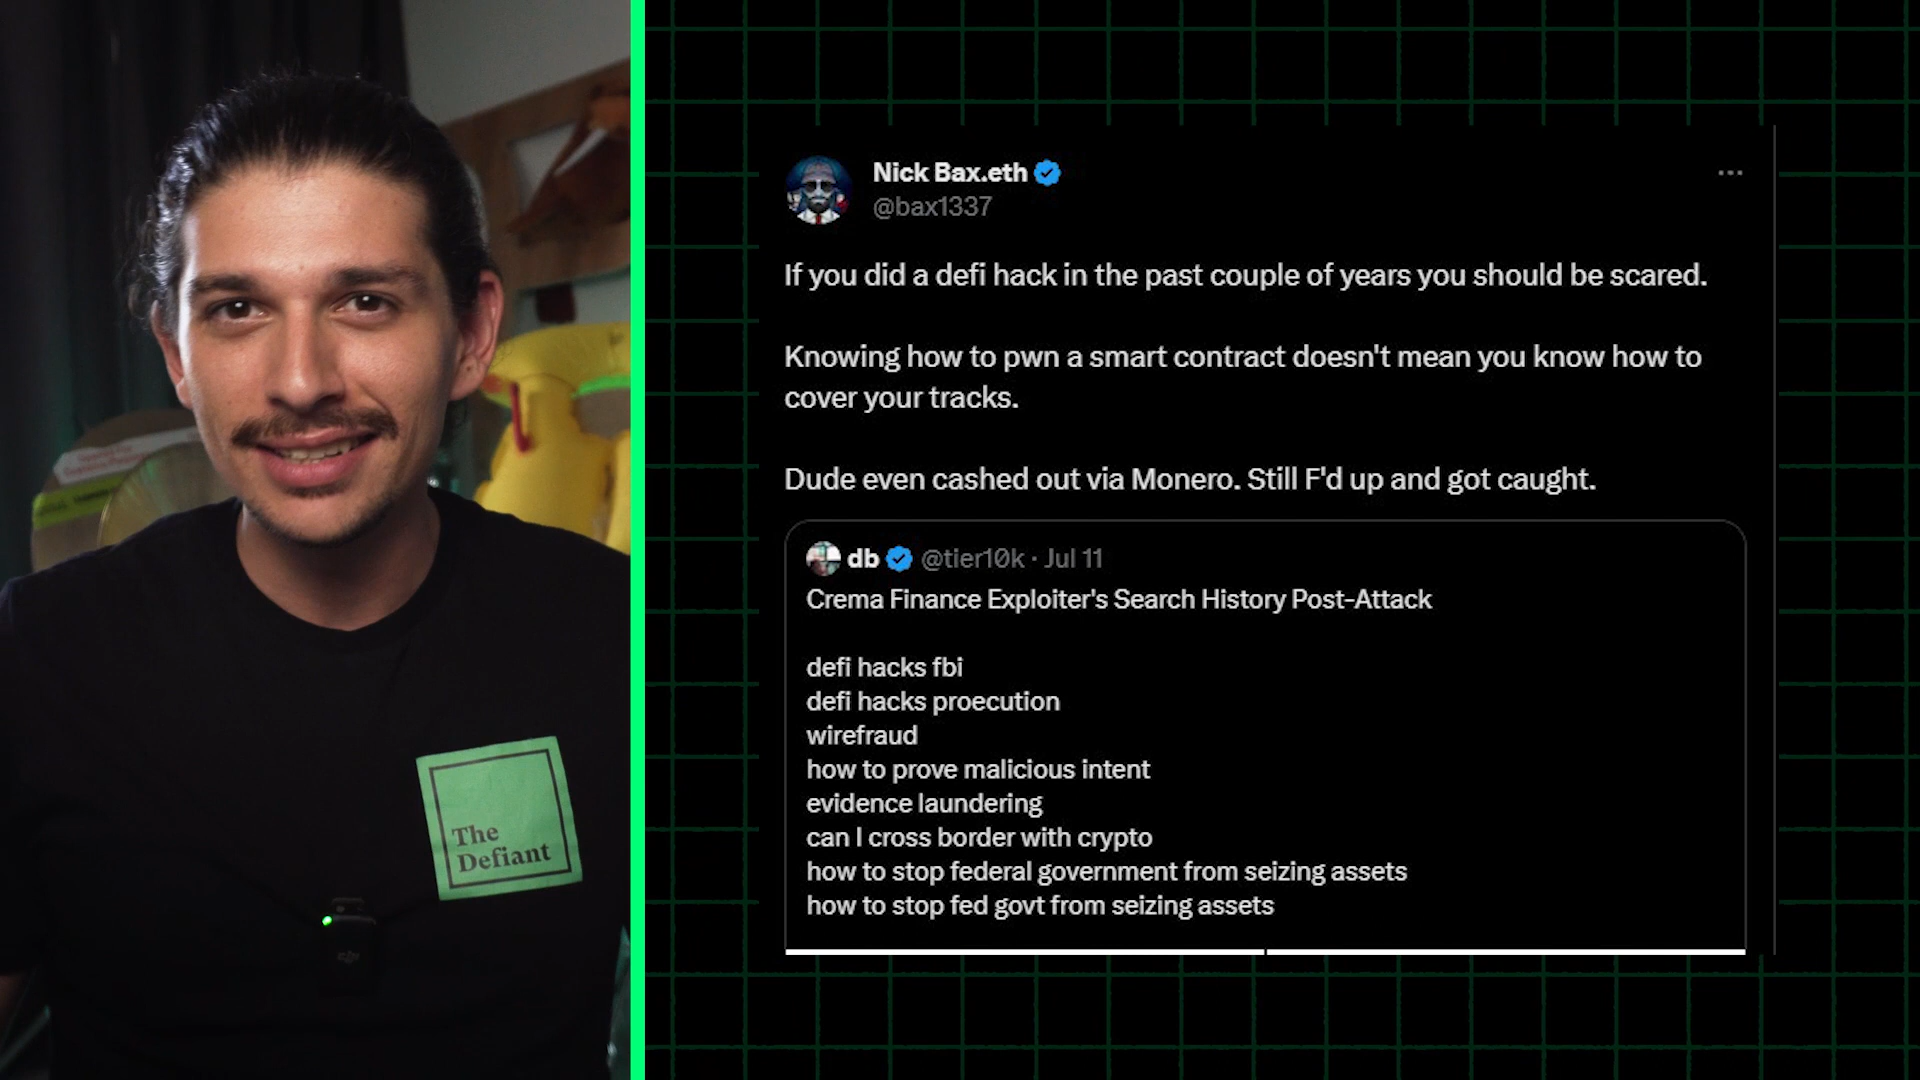 Nick Bax.eth
@bax1337
If you did a defi hack in the past couple of years you should be scared.
Knowing how to pwn a smart contract doesn't mean you know how to
cover your tracks.
Dude even cashed out via Monero. Still F'd up and got caught.
db @tier10k · Jul 11
Crema Finance Exploiter's Search History Post-Attack
defi hacks fbi
defi hacks proecution
wirefraud
how to prove malicious intent
evidence laundering
can I cross border with crypto
how to stop federal government from seizing assets
how to stop fed govt from seizing assets
The
Defiant
dji